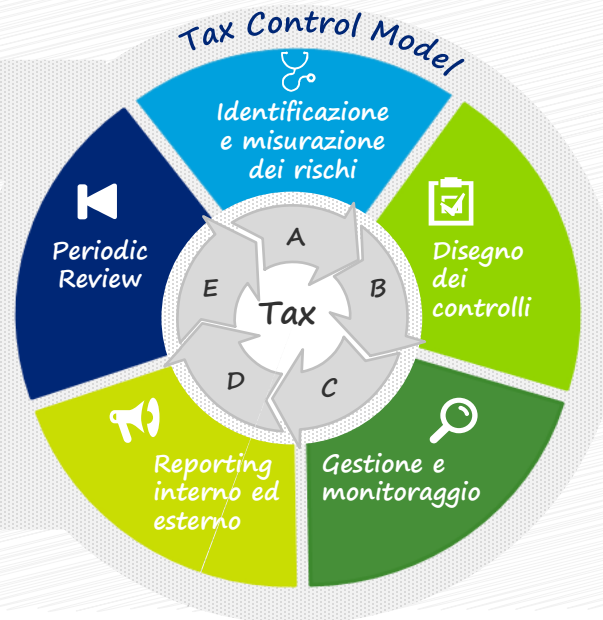 Tax Control Model
Identificazione
e misurazione
dei rischi
Disegno
dei
controlli
Gestione e
monitoraggio
Reporting
interno ed
esterno
Periodic
Review
A
B
C
D
E
Tax